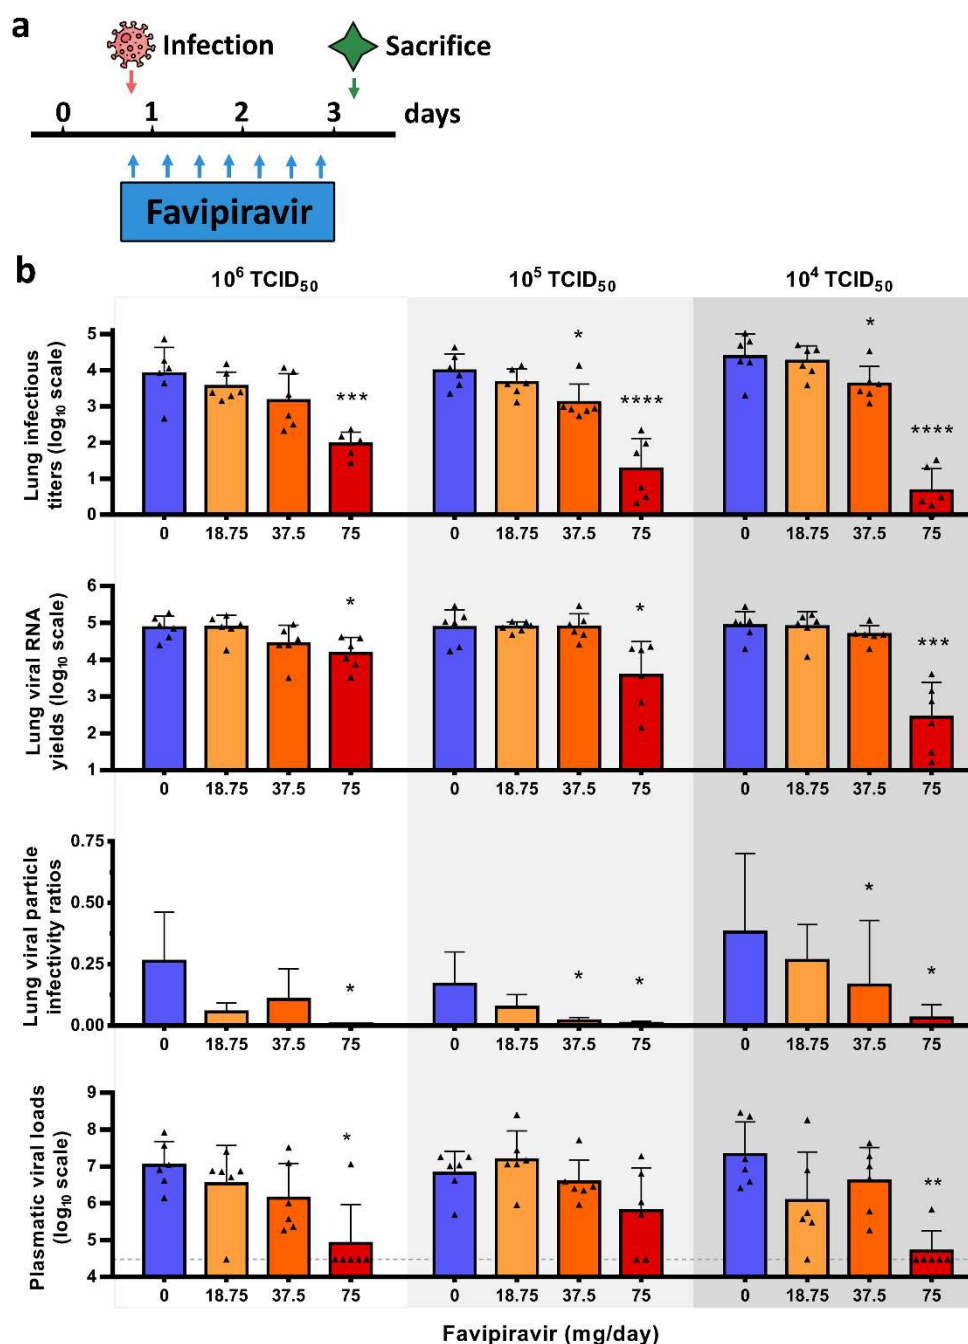 a
Infection
Sacrifice
0 1 2 3 days
Favipiravir
b
10⁶ TCID₅₀ 10⁵ TCID₅₀ 10⁴ TCID₅₀
Lung infectious
titers (log₁₀ scale)
5
4
3
2
1
0
*** * **** * ****
0 18.75 37.5 75 0 18.75 37.5 75 0 18.75 37.5 75
Lung viral RNA
yields (log₁₀ scale)
6
5
4
3
2
1
* * ***
0 18.75 37.5 75 0 18.75 37.5 75 0 18.75 37.5 75
Lung viral particle
infectivity ratios
0.75
0.50
0.25
0.00
* * * * *
0 18.75 37.5 75 0 18.75 37.5 75 0 18.75 37.5 75
Plasmatic viral loads
(log₁₀ scale)
9
8
7
6
5
4
* **
0 18.75 37.5 75 0 18.75 37.5 75 0 18.75 37.5 75
Favipiravir (mg/day)